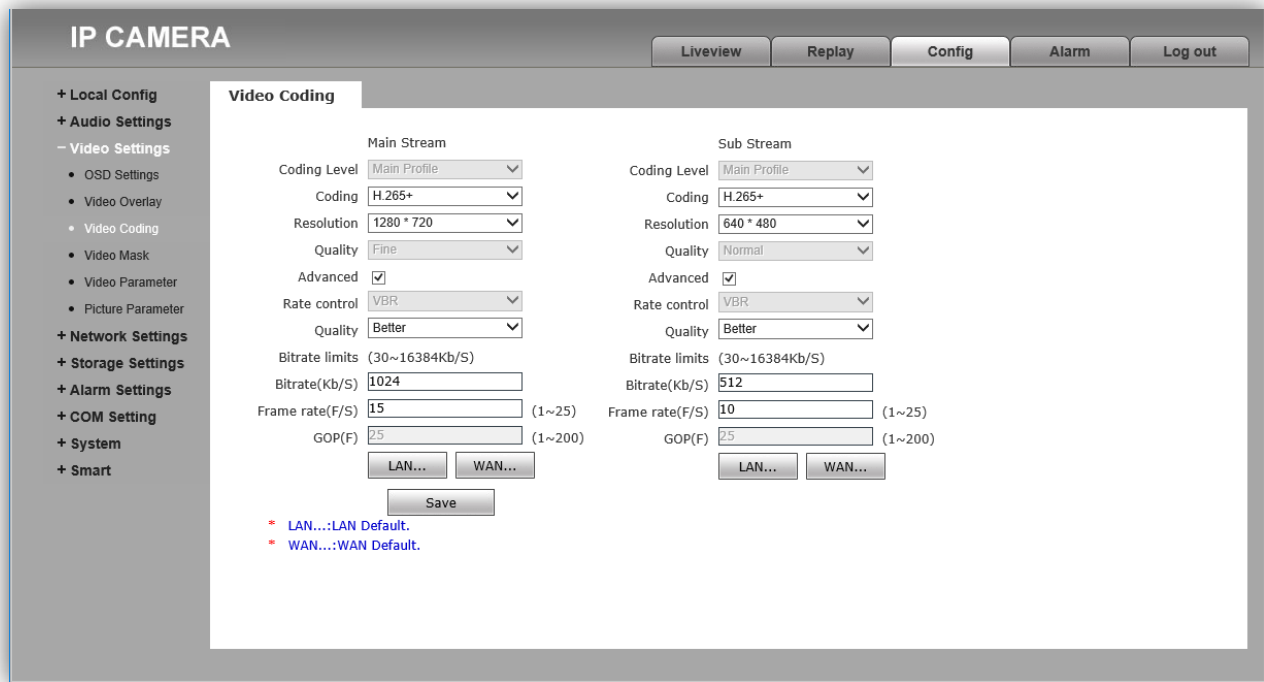 IP CAMERA
Liveview Replay Config Alarm Log out
+ Local Config
+ Audio Settings
− Video Settings
• OSD Settings
• Video Overlay
• Video Coding
• Video Mask
• Video Parameter
• Picture Parameter
+ Network Settings
+ Storage Settings
+ Alarm Settings
+ COM Setting
+ System
+ Smart
Video Coding
Main Stream
Coding Level Main Profile
Coding H.265+
Resolution 1280 * 720
Quality Fine
Advanced
Rate control VBR
Quality Better
Bitrate limits (30~16384Kb/S)
Bitrate(Kb/S) 1024
Frame rate(F/S) 15 (1~25)
GOP(F) 25 (1~200)
LAN... WAN...
Save
Sub Stream
Coding Level Main Profile
Coding H.265+
Resolution 640 * 480
Quality Normal
Advanced
Rate control VBR
Quality Better
Bitrate limits (30~16384Kb/S)
Bitrate(Kb/S) 512
Frame rate(F/S) 10 (1~25)
GOP(F) 25 (1~200)
LAN... WAN...
* LAN...:LAN Default.
* WAN...:WAN Default.